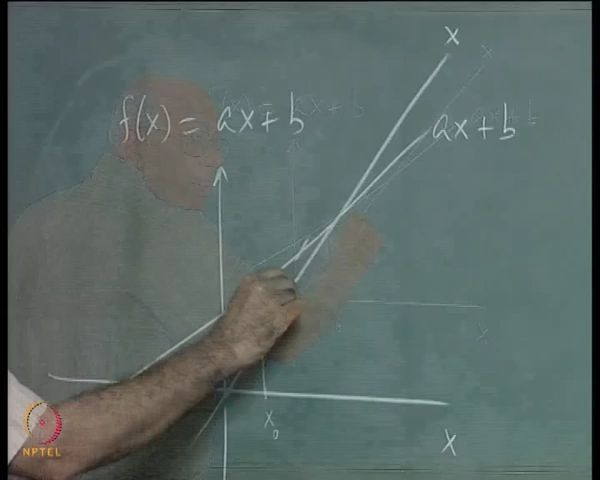 x
f(x) = ax + b
ax + b
x₀
x
NPTEL